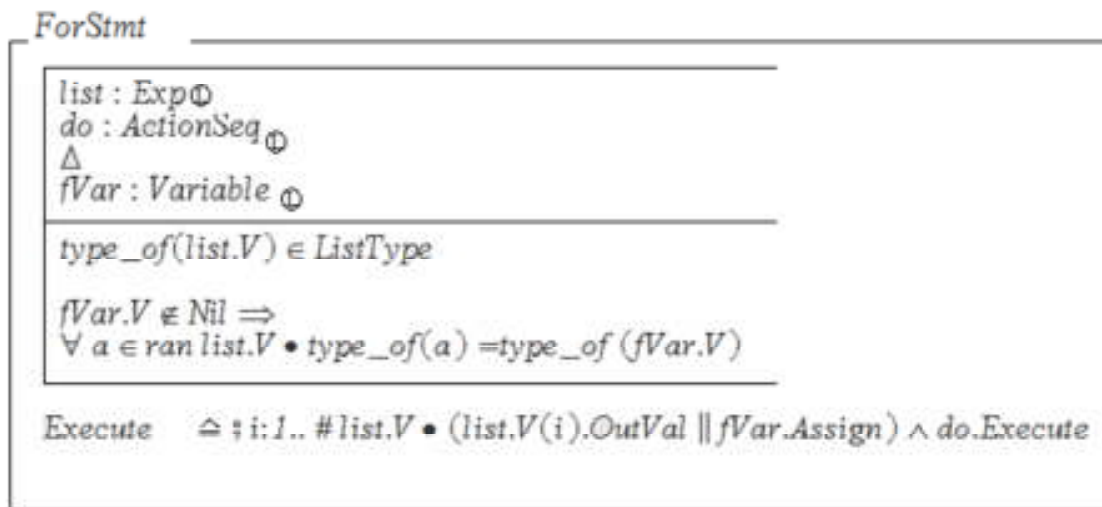 ForStmt
list : Exp Ⓒ
do : ActionSeq Ⓒ
Δ
fVar : Variable Ⓒ
type_of(list.V) ∈ ListType
fVar.V ∉ Nil ⟹
∀ a ∈ ran list.V • type_of(a) =type_of (fVar.V)
Execute ≙ ⨟ i:1.. #list.V • (list.V(i).OutVal || fVar.Assign) ∧ do.Execute